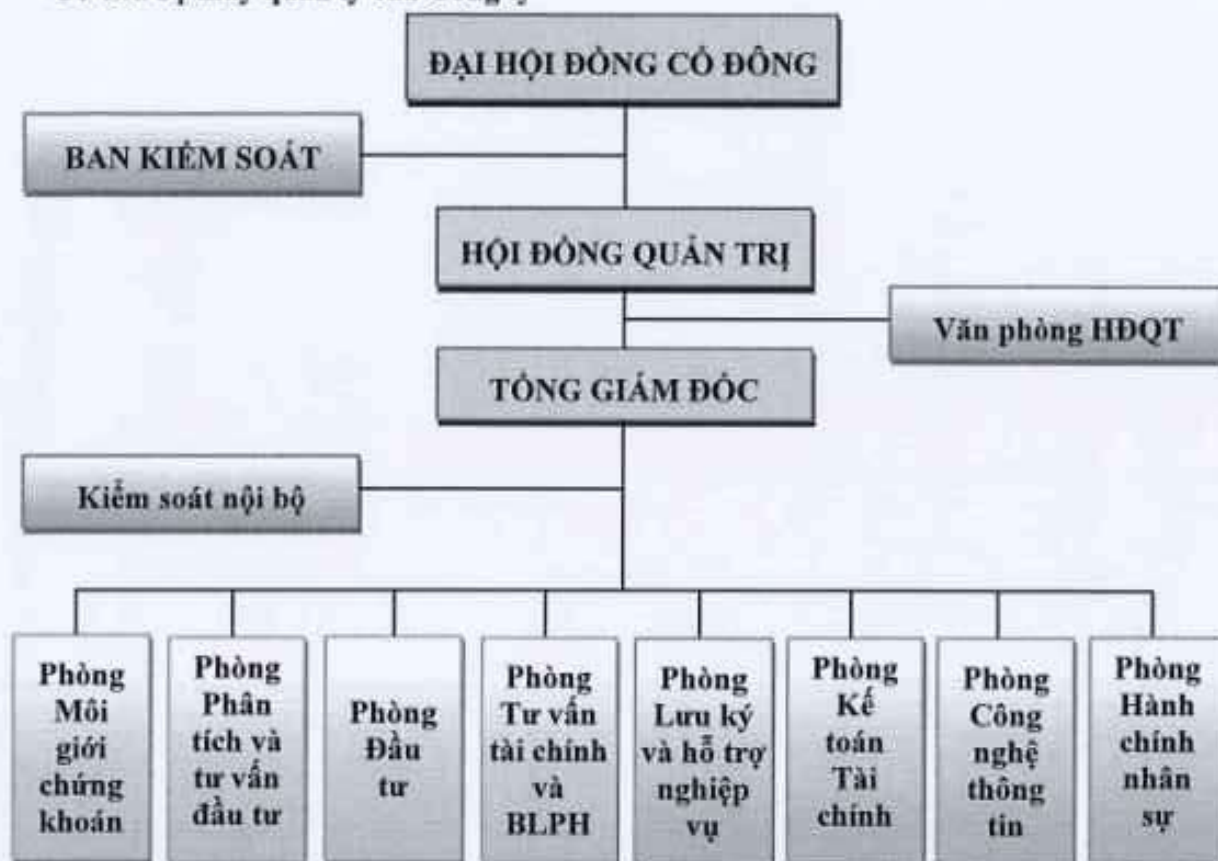 ĐẠI HỘI ĐỒNG CỔ ĐÔNG
BAN KIỂM SOÁT
HỘI ĐỒNG QUẢN TRỊ
Văn phòng HĐQT
TỔNG GIÁM ĐỐC
Kiểm soát nội bộ
Phòng
Môi
giới
chứng
khoán
Phòng
Phân
tích và
tư vấn
đầu tư
Phòng
Đầu
tư
Phòng
Tư vấn
tài chính
và
BLPH
Phòng
Lưu ký
và hỗ trợ
nghiệp
vụ
Phòng
Kế
toán
Tài
chính
Phòng
Công
nghệ
thông
tin
Phòng
Hành
chính
nhân
sự